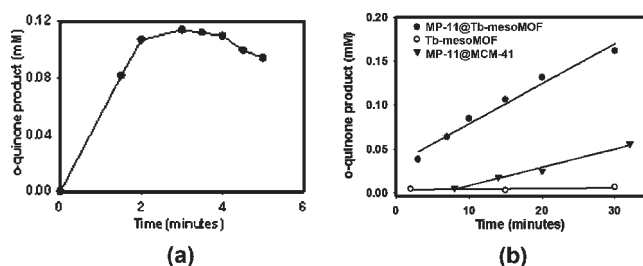 o-quinone product (mM)
0.12
0.08
0.04
0.00
0 2 4 6
Time (minutes)
(a)
o-quinone product (mM)
0.20
0.15
0.10
0.05
0.00
MP-11@Tb-mesoMOF
Tb-mesoMOF
MP-11@MCM-41
0 10 20 30
Time (minutes)
(b)